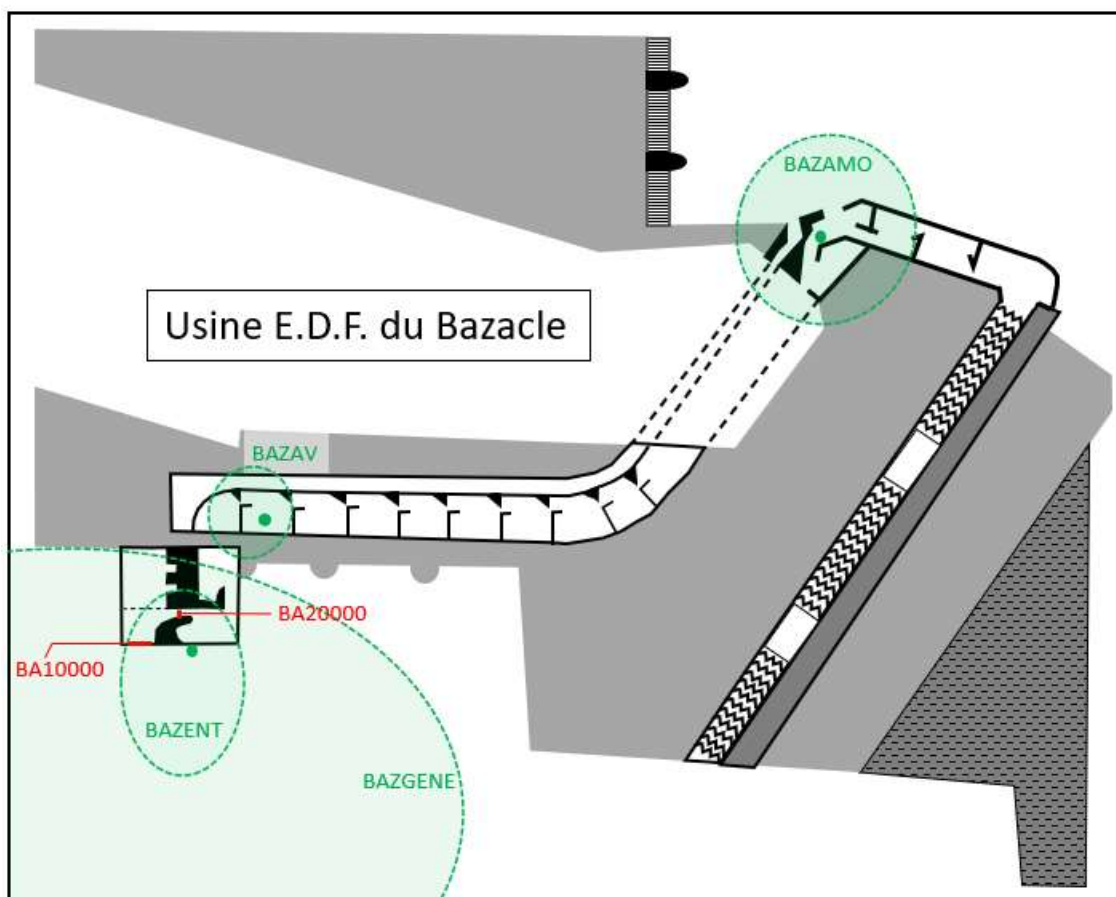 BAZAMO
Usine E.D.F. du Bazacle
BAZAV
BA20000
BA10000
BAZENT
BAZGENE